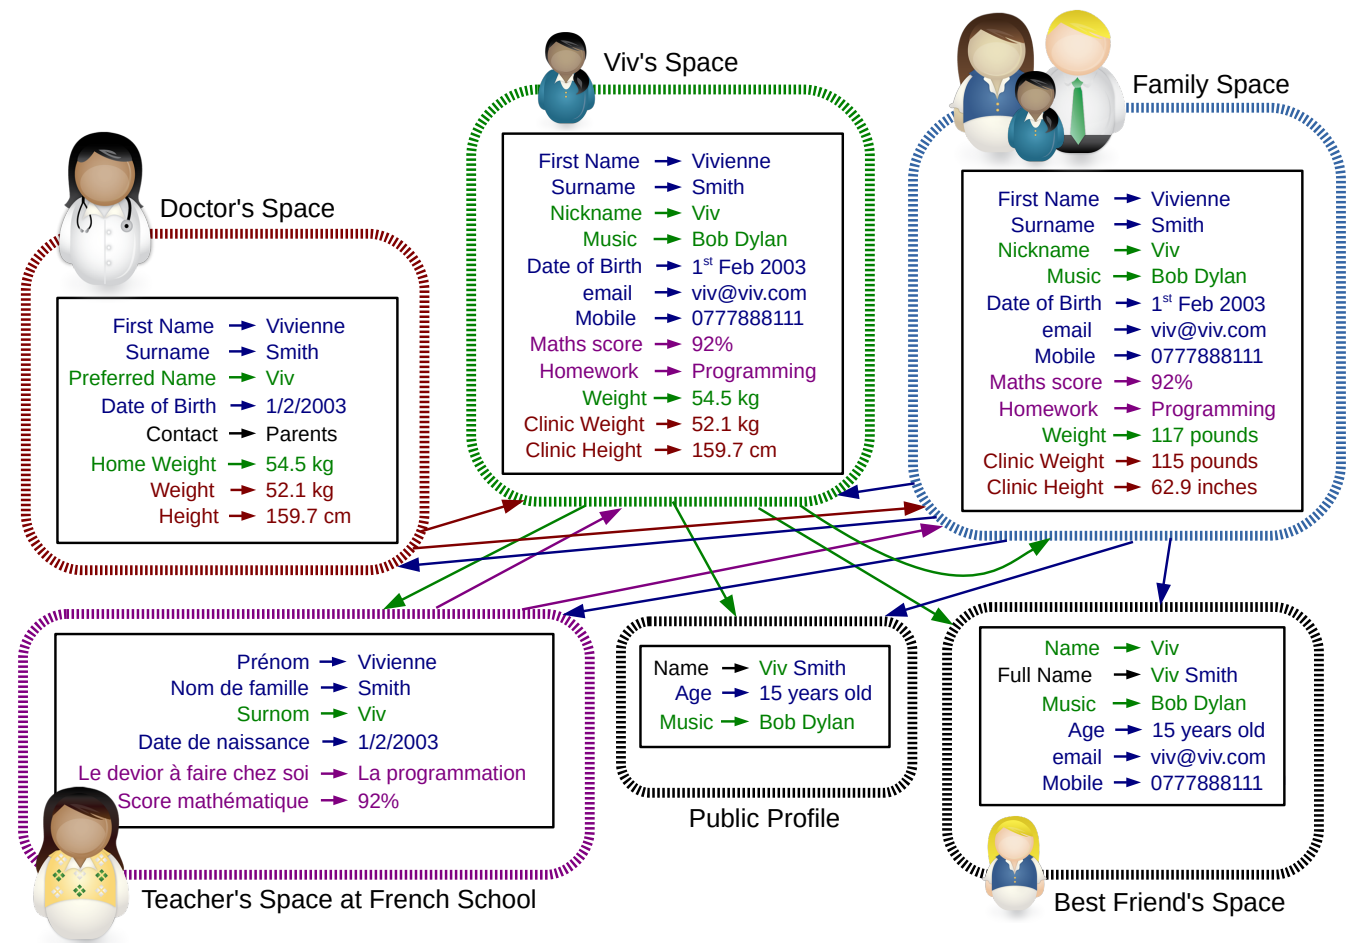 Viv's Space
First Name → Vivienne
Surname → Smith
Nickname → Viv
Music → Bob Dylan
Date of Birth → 1st Feb 2003
email → viv@viv.com
Mobile → 0777888111
Maths score → 92%
Homework → Programming
Weight → 54.5 kg
Clinic Weight → 52.1 kg
Clinic Height → 159.7 cm
Family Space
First Name → Vivienne
Surname → Smith
Nickname → Viv
Music → Bob Dylan
Date of Birth → 1st Feb 2003
email → viv@viv.com
Mobile → 0777888111
Maths score → 92%
Homework → Programming
Weight → 117 pounds
Clinic Weight → 115 pounds
Clinic Height → 62.9 inches
Doctor's Space
First Name → Vivienne
Surname → Smith
Preferred Name → Viv
Date of Birth → 1/2/2003
Contact → Parents
Home Weight → 54.5 kg
Weight → 52.1 kg
Height → 159.7 cm
Prénom → Vivienne
Nom de famille → Smith
Surnom → Viv
Date de naissance → 1/2/2003
Le devior à faire chez soi → La programmation
Score mathématique → 92%
Teacher's Space at French School
Name → Viv Smith
Age → 15 years old
Music → Bob Dylan
Public Profile
Name → Viv
Full Name → Viv Smith
Music → Bob Dylan
Age → 15 years old
email → viv@viv.com
Mobile → 0777888111
Best Friend's Space